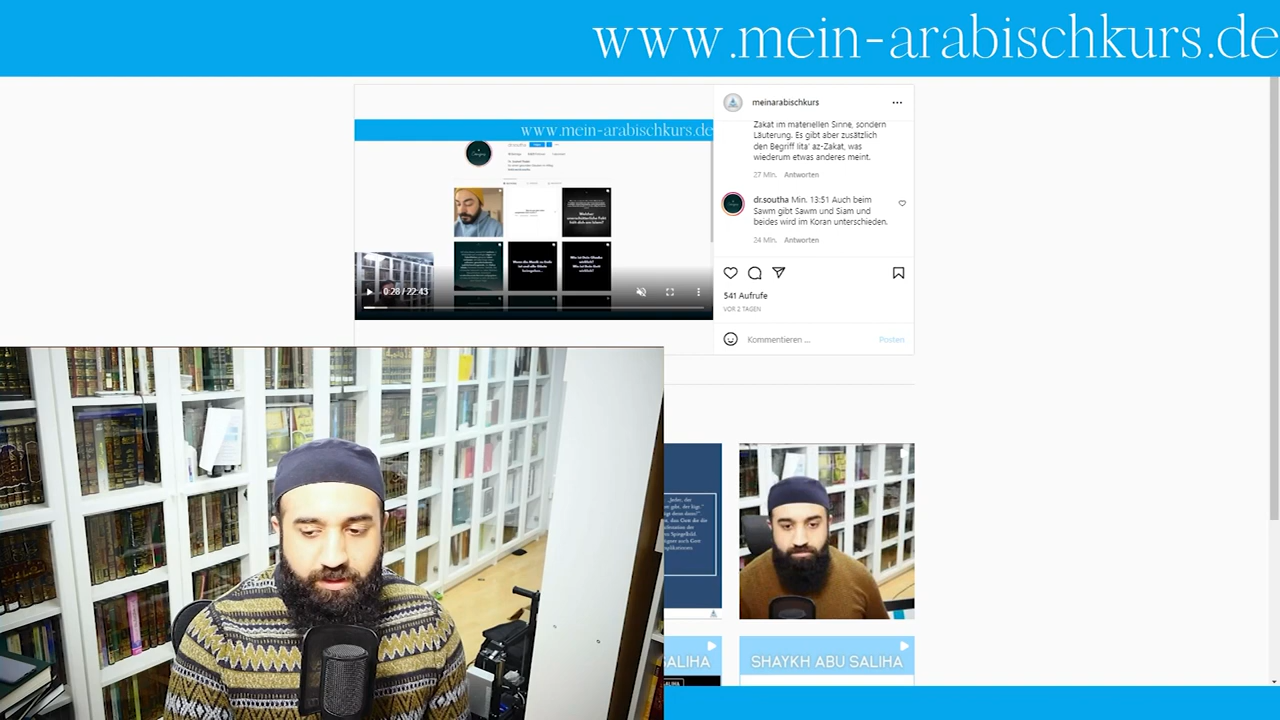 www.mein-arabischkurs.de
www.mein-arabischkurs.de
0:28 / 22:43
meinarabischkurs
Zakat im materiellen Sinne, sondern
Läuterung. Es gibt aber zusätzlich
den Begriff Iita' az-Zakat, was
wiederum etwas anderes meint.
27 Min. Antworten
dr.southa Min. 13:51 Auch beim
Sawm gibt Sawm und Siam und
beides wird im Koran unterschieden.
24 Min. Antworten
541 Aufrufe
VOR 2 TAGEN
Kommentieren ...
Posten
SALIHA
SHAYKH ABU SALIHA